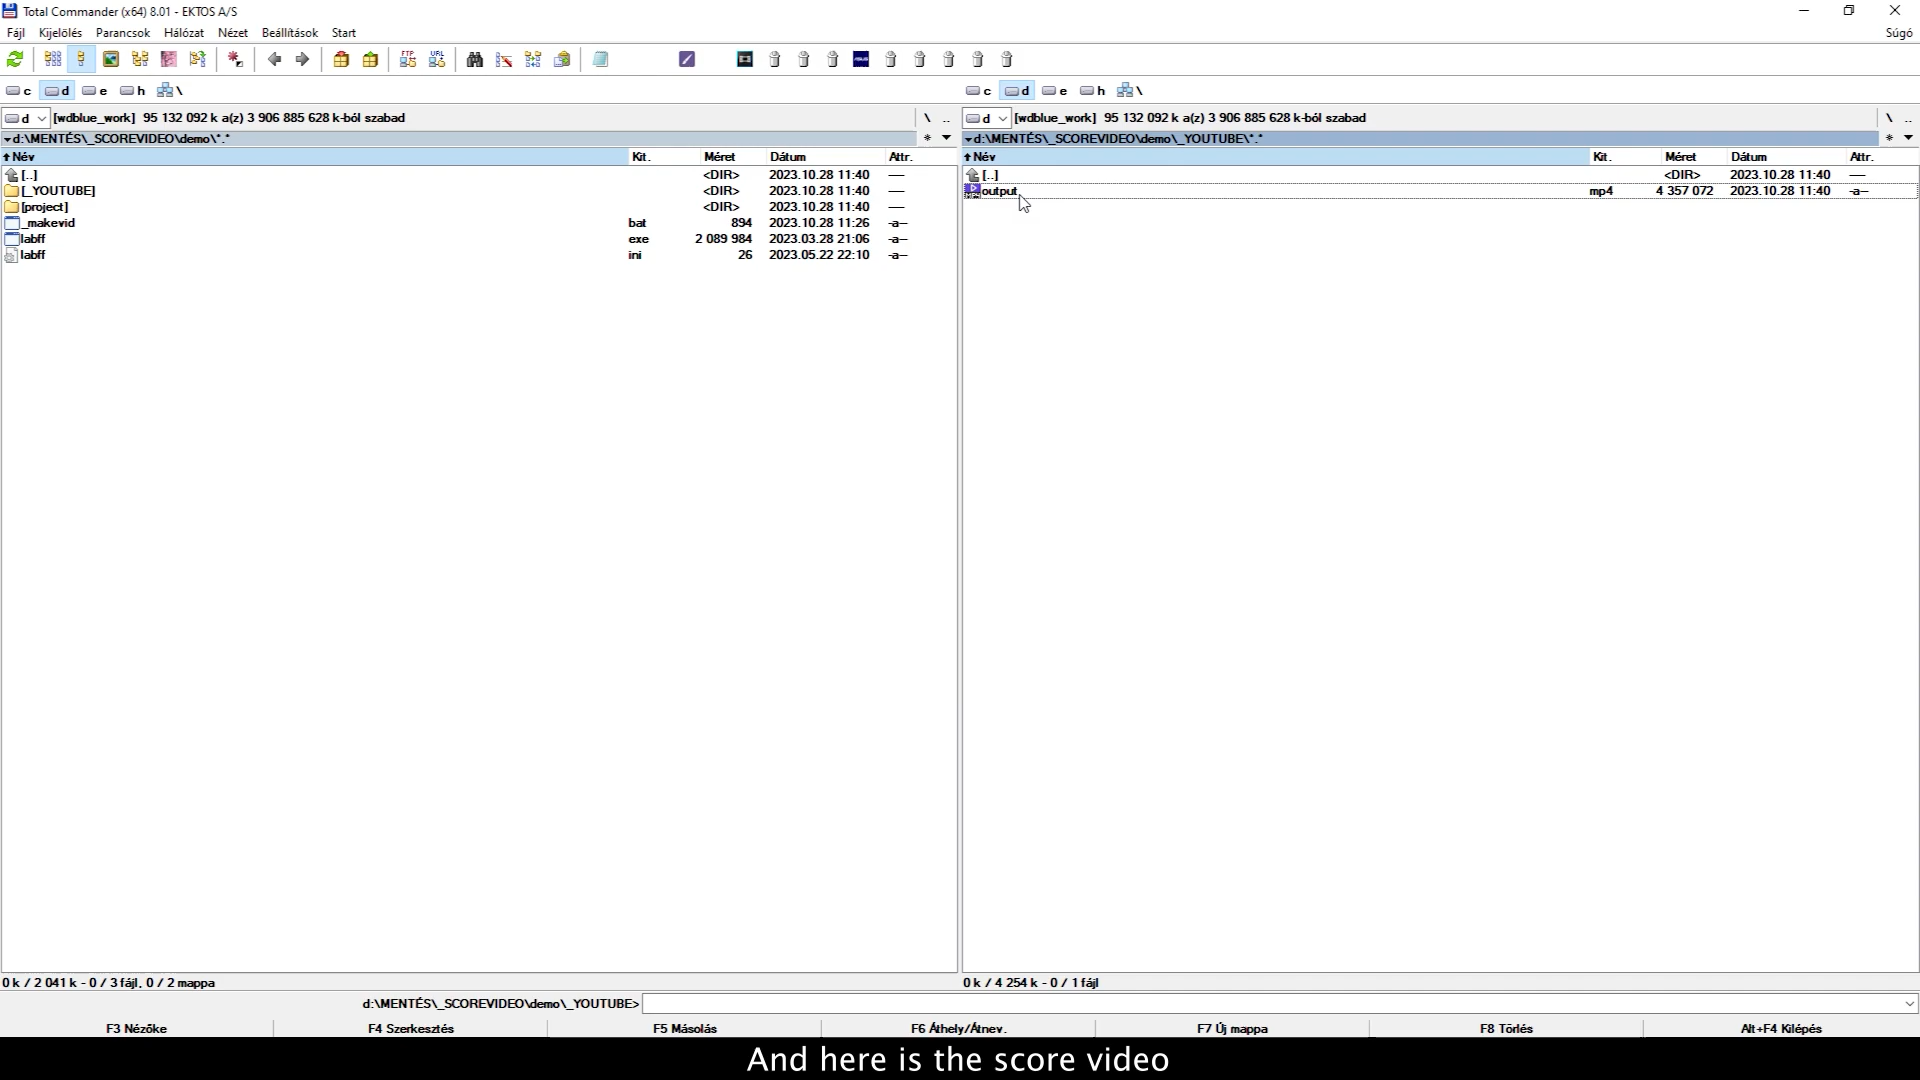 Total Commander (x64) 8.01 - EKTOS A/S
Fájl Kijelölés Parancsok Hálózat Nézet Beállítások Start Súgó
FTP URL
c d e h \ c d e h \
d [wdblue_work] 95 132 092 k a(z) 3 906 885 628 k-ból szabad \ .. d [wdblue_work] 95 132 092 k a(z) 3 906 885 628 k-ból szabad \ ..
d:\MENTÉS\_SCOREVIDEO\demo\*.* * d:\MENTÉS\_SCOREVIDEO\demo\_YOUTUBE\*.* *
Név Kit. Méret Dátum Attr. Név Kit. Méret Dátum Attr.
[..] <DIR> 2023.10.28 11:40 ---- [..] <DIR> 2023.10.28 11:40 ----
[_YOUTUBE] <DIR> 2023.10.28 11:40 ---- output mp4 4 357 072 2023.10.28 11:40 -a--
[project] <DIR> 2023.10.28 11:40 ----
_makevid bat 894 2023.10.28 11:26 -a--
labff exe 2 089 984 2023.03.28 21:06 -a--
labff ini 26 2023.05.22 22:10 -a--
0 k / 2 041 k - 0 / 3 fájl, 0 / 2 mappa 0 k / 4 254 k - 0 / 1 fájl
d:\MENTÉS\_SCOREVIDEO\demo\_YOUTUBE>
F3 Nézőke F4 Szerkesztés F5 Másolás F6 Áthely/Átnev. F7 Új mappa F8 Törlés Alt+F4 Kilépés
And here is the score video